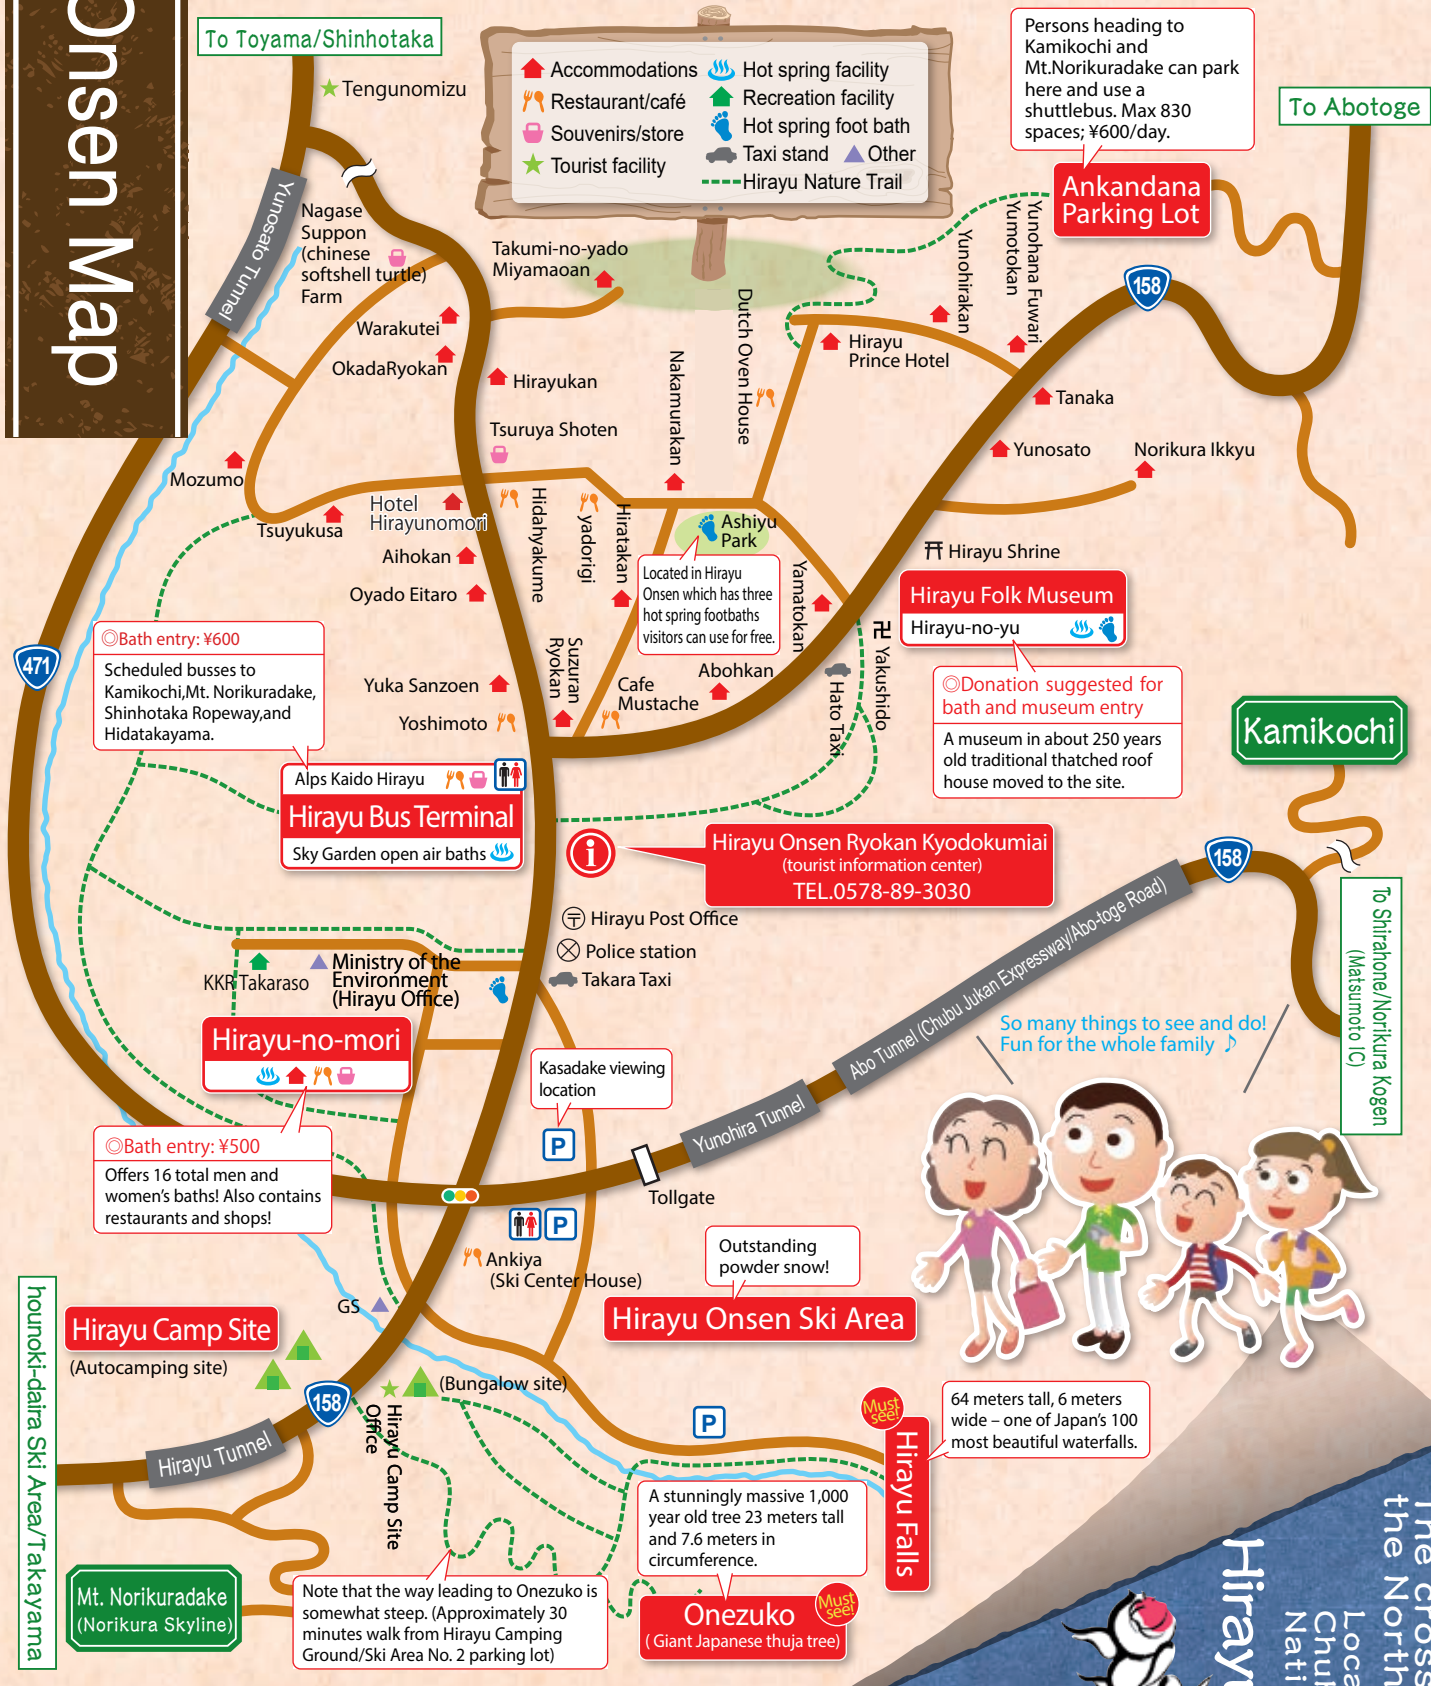 Onsen Map
To Toyama/Shinhotaka
Tengunomizu
Accommodations
Restaurant/café
Souvenirs/store
Tourist facility
Hot spring facility
Recreation facility
Hot spring foot bath
Taxi stand
Other
Hirayu Nature Trail
Persons heading to
Kamikochi and
Mt.Norikuradake can park
here and use a
shuttlebus. Max 830
spaces; ¥600/day.
To Abotoge
Ankandana
Parking Lot
Yunosato Tunnel
Nagase
Suppon
(chinese
softshell turtle)
Farm
Takumi-no-yado
Miyamaoan
Warakutei
OkadaRyokan
Hirayukan
Tsuruya Shoten
Nakamurakan
Dutch Oven House
Hirayu
Prince Hotel
Yunohirakan
Yunohana Fuwari
Yumotokan
158
Tanaka
Yunosato
Norikura Ikkyu
Mozumo
Tsuyukusa
Hotel
Hirayunomori
Aihokan
Oyado Eitaro
Hidahyakume
yadorigi
Hiratakan
Ashiyu
Park
Located in Hirayu
Onsen which has three
hot spring footbaths
visitors can use for free.
Yamatokan
Hirayu Shrine
Hirayu Folk Museum
Hirayu-no-yu
◎Donation suggested for
bath and museum entry
A museum in about 250 years
old traditional thatched roof
house moved to the site.
卍 Yakushido
Hato Taxi
Abohkan
Cafe
Mustache
Suzuran
Ryokan
Yuka Sanzoen
Yoshimoto
471
◎Bath entry: ¥600
Scheduled busses to
Kamikochi,Mt. Norikuradake,
Shinhotaka Ropeway,and
Hidatakayama.
Alps Kaido Hirayu
Hirayu Bus Terminal
Sky Garden open air baths
Kamikochi
i
Hirayu Onsen Ryokan Kyodokumiai
(tourist information center)
TEL.0578-89-3030
158
To Shirahone/Norikura Kogen
(Matsumoto IC)
〒 Hirayu Post Office
Police station
Takara Taxi
KKR Takaraso
Ministry of the
Environment
(Hirayu Office)
Hirayu-no-mori
◎Bath entry: ¥500
Offers 16 total men and
women's baths! Also contains
restaurants and shops!
Kasadake viewing
location
P
Abo Tunnel (Chubu Jukan Expressway/Abo-toge Road)
Yunohira Tunnel
Tollgate
So many things to see and do!
Fun for the whole family ♪
P
Ankiya
(Ski Center House)
Outstanding
powder snow!
Hirayu Onsen Ski Area
GS
Hirayu Camp Site
(Autocamping site)
(Bungalow site)
Hirayu Camp Site
Office
158
Hirayu Tunnel
hounoki-daira Ski Area/Takayama
Mt. Norikuradake
(Norikura Skyline)
P
Must
see!
Hirayu Falls
64 meters tall, 6 meters
wide – one of Japan's 100
most beautiful waterfalls.
A stunningly massive 1,000
year old tree 23 meters tall
and 7.6 meters in
circumference.
Onezuko
( Giant Japanese thuja tree)
Must
see!
Note that the way leading to Onezuko is
somewhat steep. (Approximately 30
minutes walk from Hirayu Camping
Ground/Ski Area No. 2 parking lot)
The cross
the North
Loca
Chu
Nati
Hiray